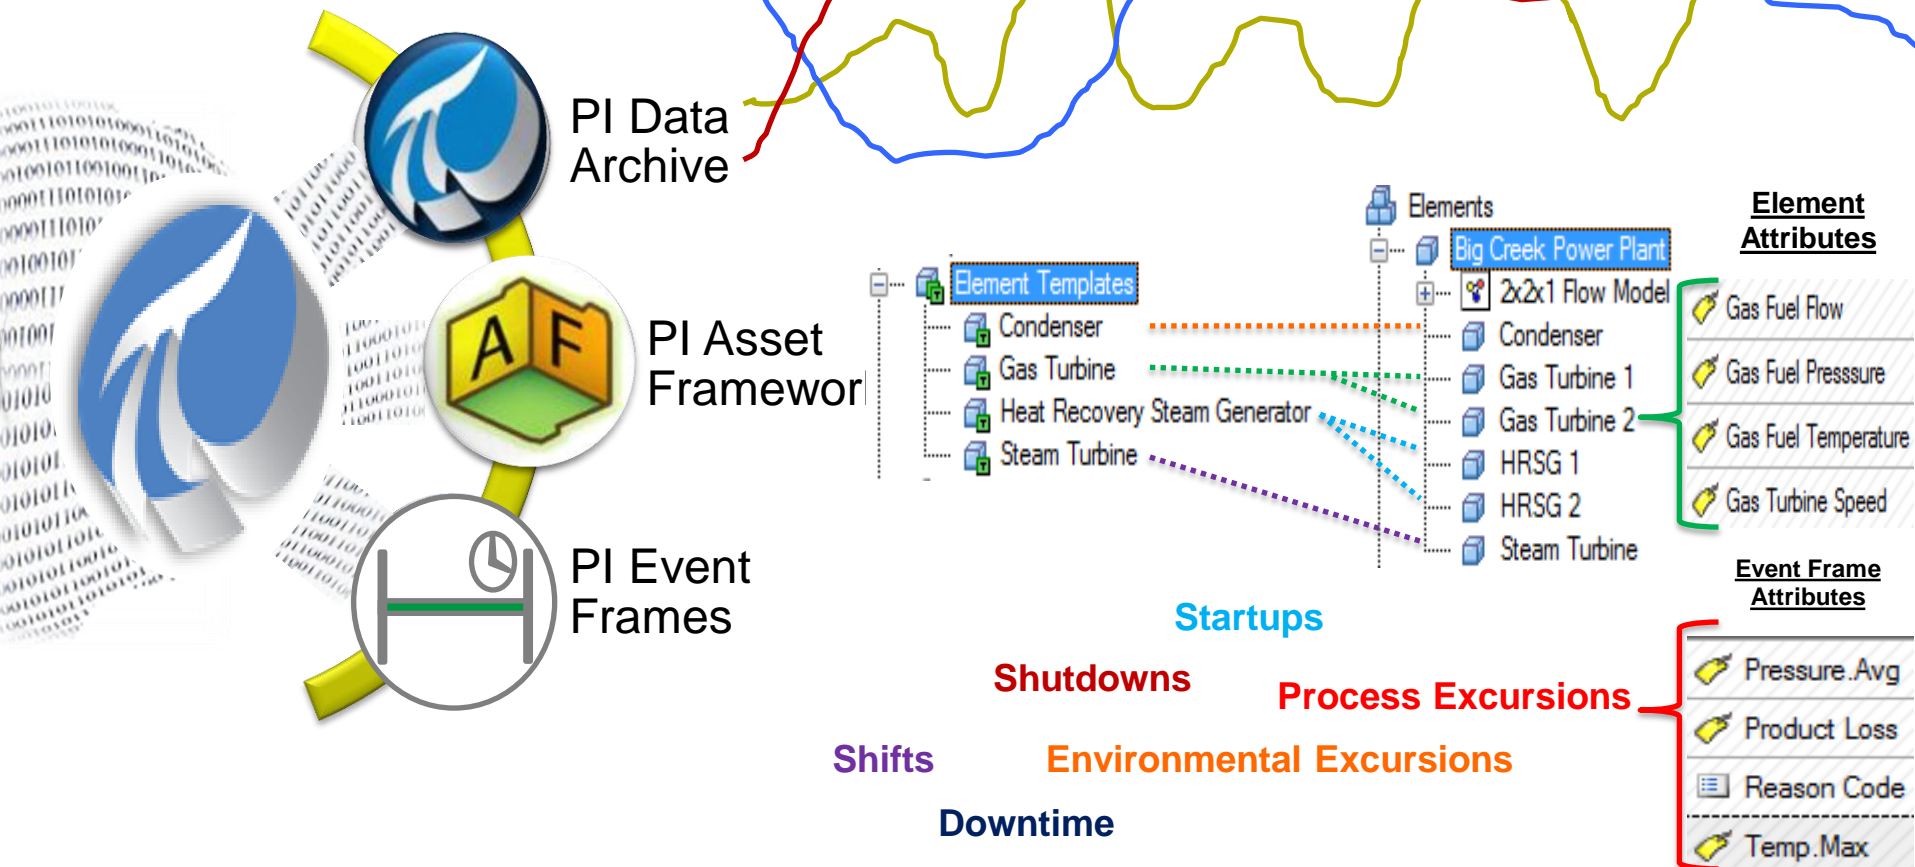 PI Data
Archive
PI Asset
Framewor
PI Event
Frames
A F
Element Templates
Condenser
Gas Turbine
Heat Recovery Steam Generator
Steam Turbine
Elements
Big Creek Power Plant
2x2x1 Flow Model
Condenser
Gas Turbine 1
Gas Turbine 2
HRSG 1
HRSG 2
Steam Turbine
Element
Attributes
Gas Fuel Flow
Gas Fuel Presssure
Gas Fuel Temperature
Gas Turbine Speed
Startups
Shutdowns
Process Excursions
Shifts
Environmental Excursions
Downtime
Event Frame
Attributes
Pressure.Avg
Product Loss
Reason Code
Temp.Max